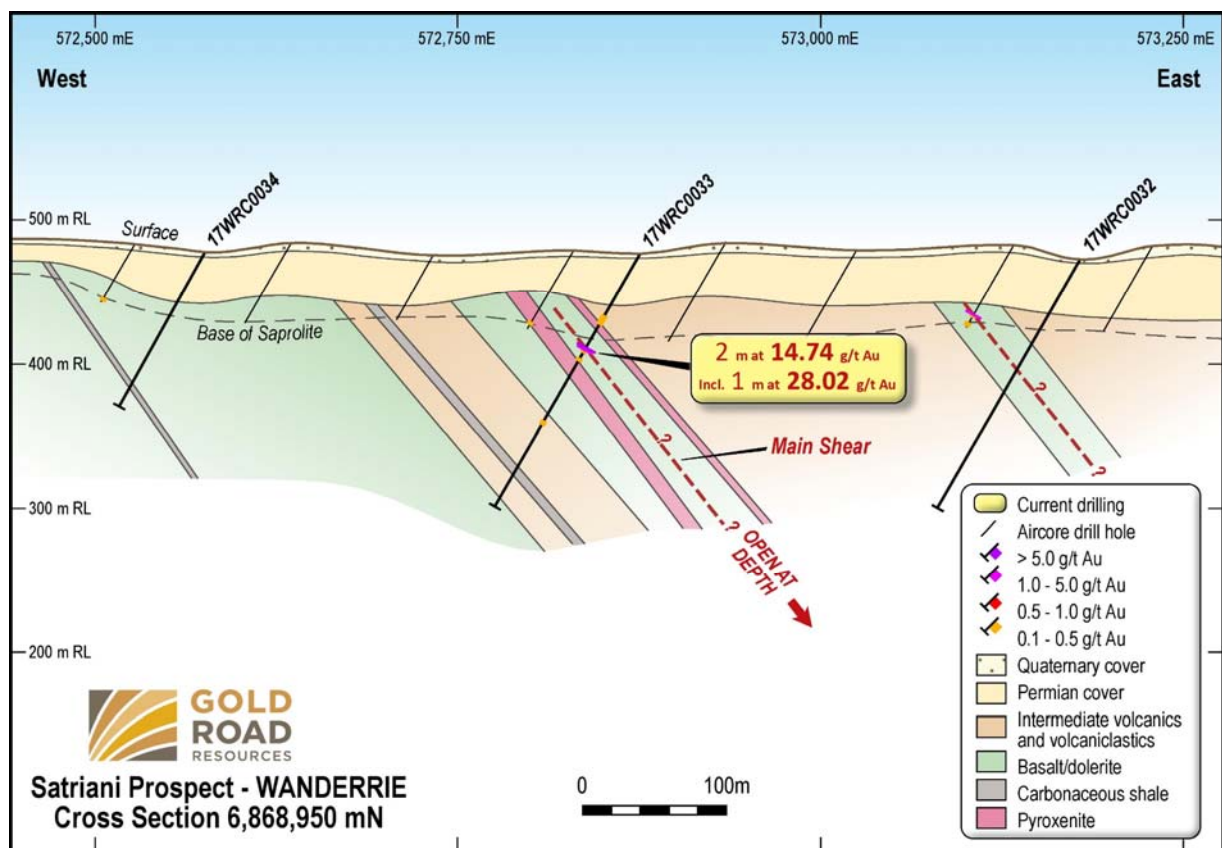 572,500 mE
572,750 mE
573,000 mE
573,250 mE
West
East
17WRC0034
17WRC0033
17WRC0032
500 m RL
500 m RL
Surface
Base of Saprolite
400 m RL
400 m RL
2 m at 14.74 g/t Au
Incl. 1 m at 28.02 g/t Au
?
?
Main Shear
300 m RL
?
?
OPEN AT
DEPTH
200 m RL
Current drilling
Aircore drill hole
> 5.0 g/t Au
1.0 - 5.0 g/t Au
0.5 - 1.0 g/t Au
0.1 - 0.5 g/t Au
Quaternary cover
Permian cover
Intermediate volcanics
and volcaniclastics
Basalt/dolerite
Carbonaceous shale
Pyroxenite
GOLD
ROAD
RESOURCES
Satriani Prospect - WANDERRIE
Cross Section 6,868,950 mN
0 100m